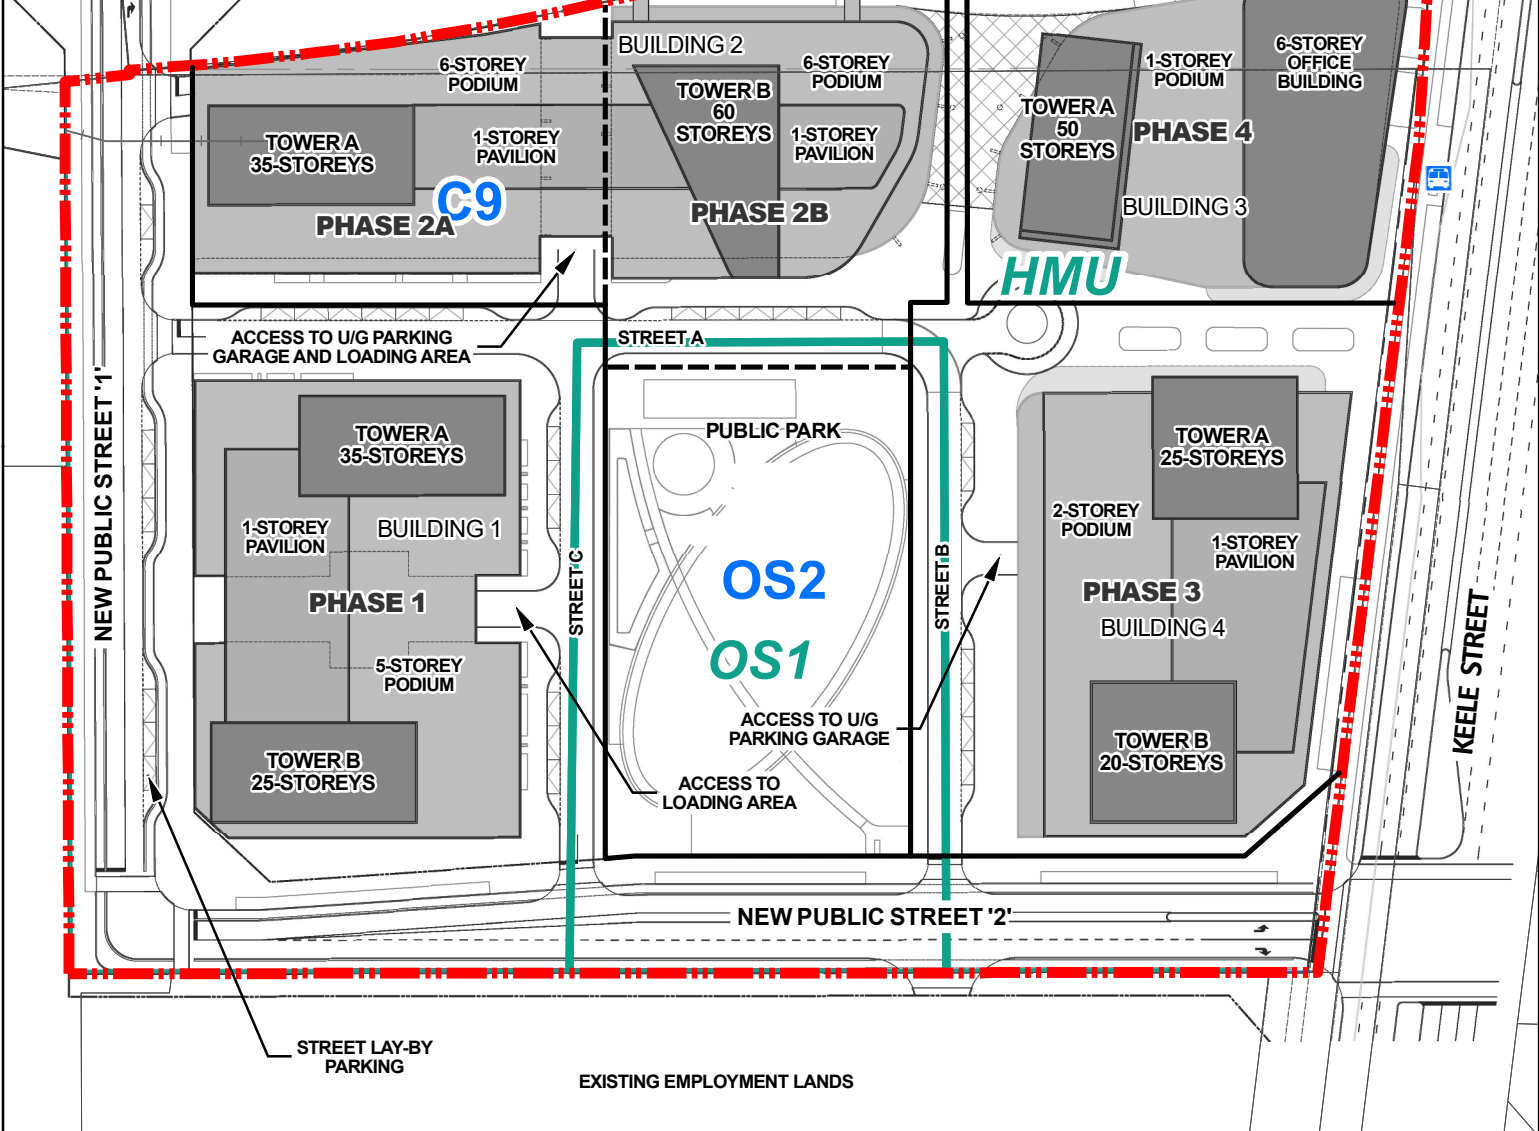 BUILDING 2
6-STOREY
PODIUM
6-STOREY
PODIUM
1-STOREY
PODIUM
6-STOREY
OFFICE
BUILDING
TOWER B
60
STOREYS
TOWER A
50
STOREYS
TOWER A
35-STOREYS
1-STOREY
PAVILION
1-STOREY
PAVILION
PHASE 4
C9
PHASE 2A
PHASE 2B
BUILDING 3
HMU
ACCESS TO U/G PARKING
GARAGE AND LOADING AREA
STREET A
NEW PUBLIC STREET '1'
TOWER A
35-STOREYS
PUBLIC PARK
TOWER A
25-STOREYS
1-STOREY
PAVILION
BUILDING 1
2-STOREY
PODIUM
1-STOREY
PAVILION
STREET C
OS2
STREET B
PHASE 1
PHASE 3
BUILDING 4
KEELE STREET
OS1
5-STOREY
PODIUM
ACCESS TO U/G
PARKING GARAGE
TOWER B
25-STOREYS
TOWER B
20-STOREYS
ACCESS TO
LOADING AREA
NEW PUBLIC STREET '2'
STREET LAY-BY
PARKING
EXISTING EMPLOYMENT LANDS